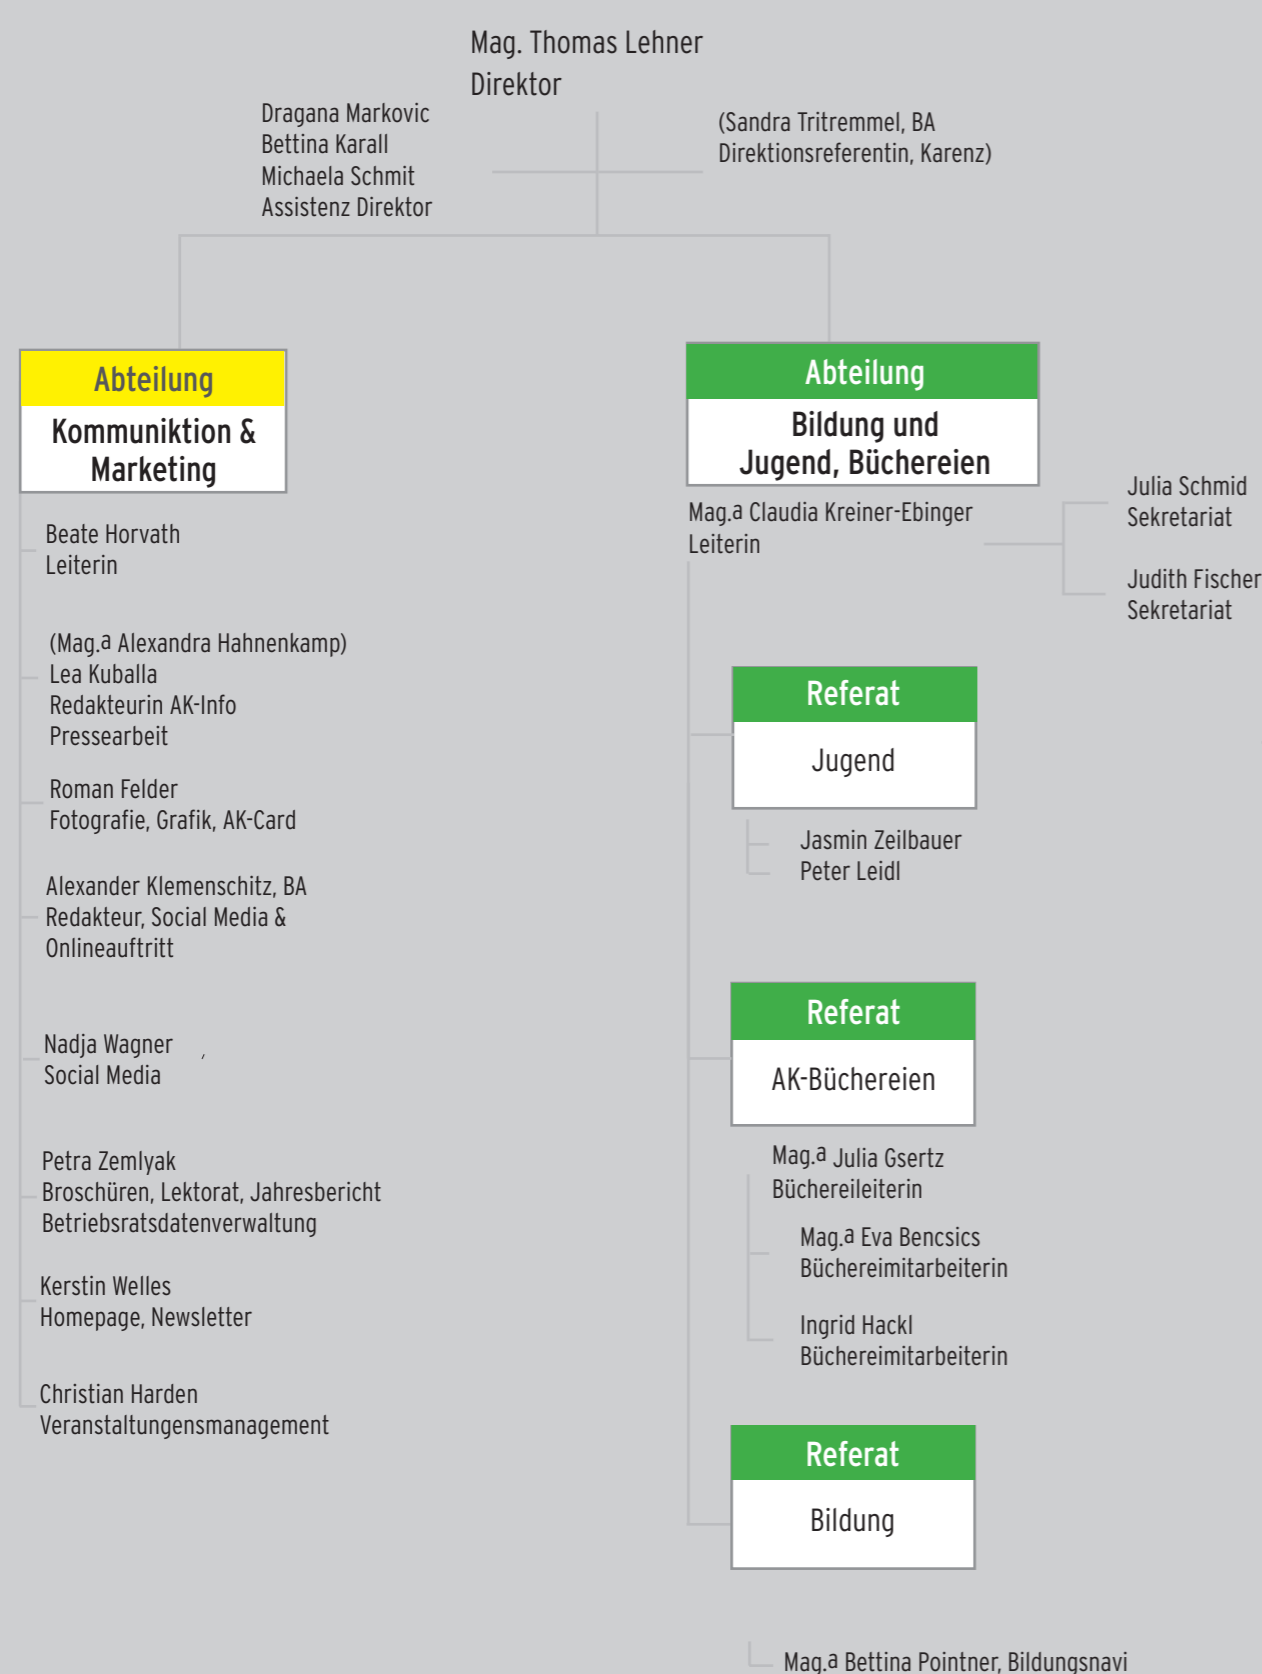 Mag. Thomas Lehner
Direktor
Dragana Markovic
Bettina Karall
Michaela Schmit
Assistenz Direktor
(Sandra Tritremmel, BA
Direktionsreferentin, Karenz)
Abteilung
Kommuniktion &
Marketing
Beate Horvath
Leiterin
(Mag.a Alexandra Hahnenkamp)
Lea Kuballa
Redakteurin AK-Info
Pressearbeit
Roman Felder
Fotografie, Grafik, AK-Card
Alexander Klemenschitz, BA
Redakteur, Social Media &
Onlineauftritt
Nadja Wagner ,
Social Media
Petra Zemlyak
Broschüren, Lektorat, Jahresbericht
Betriebsratsdatenverwaltung
Kerstin Welles
Homepage, Newsletter
Christian Harden
Veranstaltungensmanagement
Abteilung
Bildung und
Jugend, Büchereien
Mag.a Claudia Kreiner-Ebinger
Leiterin
Julia Schmid
Sekretariat
Judith Fischer
Sekretariat
Referat
Jugend
Jasmin Zeilbauer
Peter Leidl
Referat
AK-Büchereien
Mag.a Julia Gsertz
Büchereileiterin
Mag.a Eva Bencsics
Büchereimitarbeiterin
Ingrid Hackl
Büchereimitarbeiterin
Referat
Bildung
Mag.a Bettina Pointner, Bildungsnavi